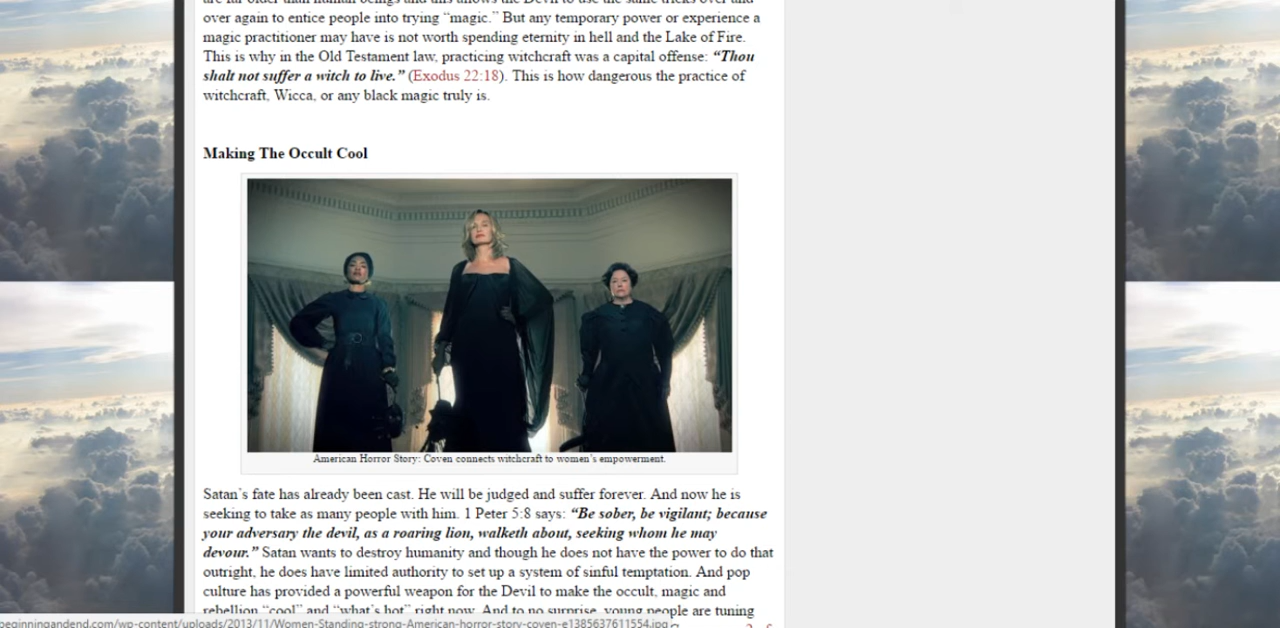 over again to entice people into trying “magic.” But any temporary power or experience a
magic practitioner may have is not worth spending eternity in hell and the Lake of Fire.
This is why in the Old Testament law, practicing witchcraft was a capital offense: “Thou
shalt not suffer a witch to live.” (Exodus 22:18). This is how dangerous the practice of
witchcraft, Wicca, or any black magic truly is.
Making The Occult Cool
American Horror Story: Coven connects witchcraft to women's empowerment.
Satan's fate has already been cast. He will be judged and suffer forever. And now he is
seeking to take as many people with him. 1 Peter 5:8 says: “Be sober, be vigilant; because
your adversary the devil, as a roaring lion, walketh about, seeking whom he may
devour.” Satan wants to destroy humanity and though he does not have the power to do that
outright, he does have limited authority to set up a system of sinful temptation. And pop
culture has provided a powerful weapon for the Devil to make the occult, magic and
rebellion “cool” and “what's hot” right now. And to no surprise, young people are tuning
beginningandend.com/wp-content/uploads/2013/11/Women-Standing-strong-American-horror-story-coven-e1385637611554.jpg